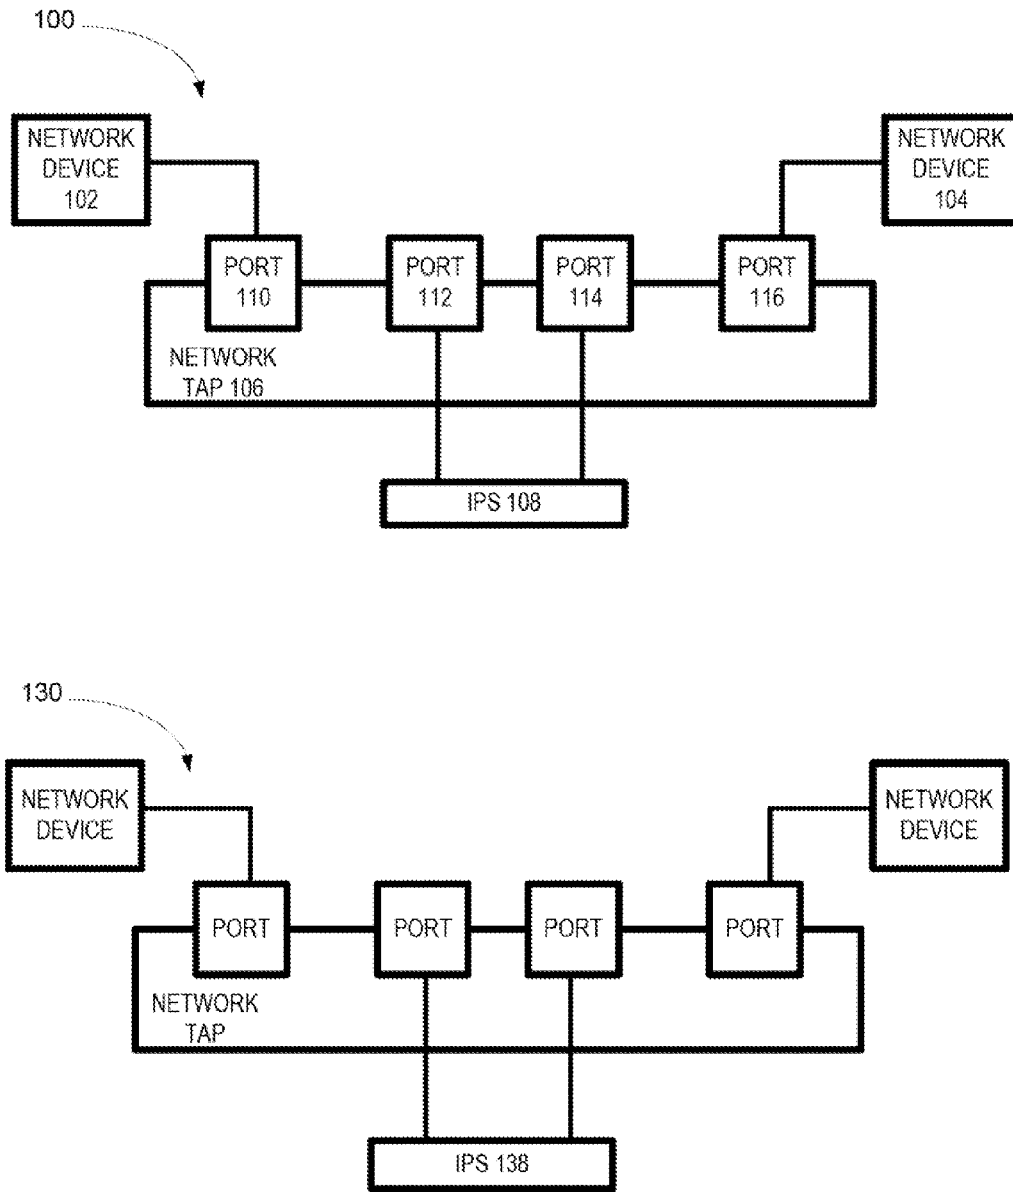 100
NETWORK
DEVICE
102
NETWORK
DEVICE
104
PORT
110
PORT
112
PORT
114
PORT
116
NETWORK
TAP 106
IPS 108
130
NETWORK
DEVICE
NETWORK
DEVICE
PORT
PORT
PORT
PORT
NETWORK
TAP
IPS 138